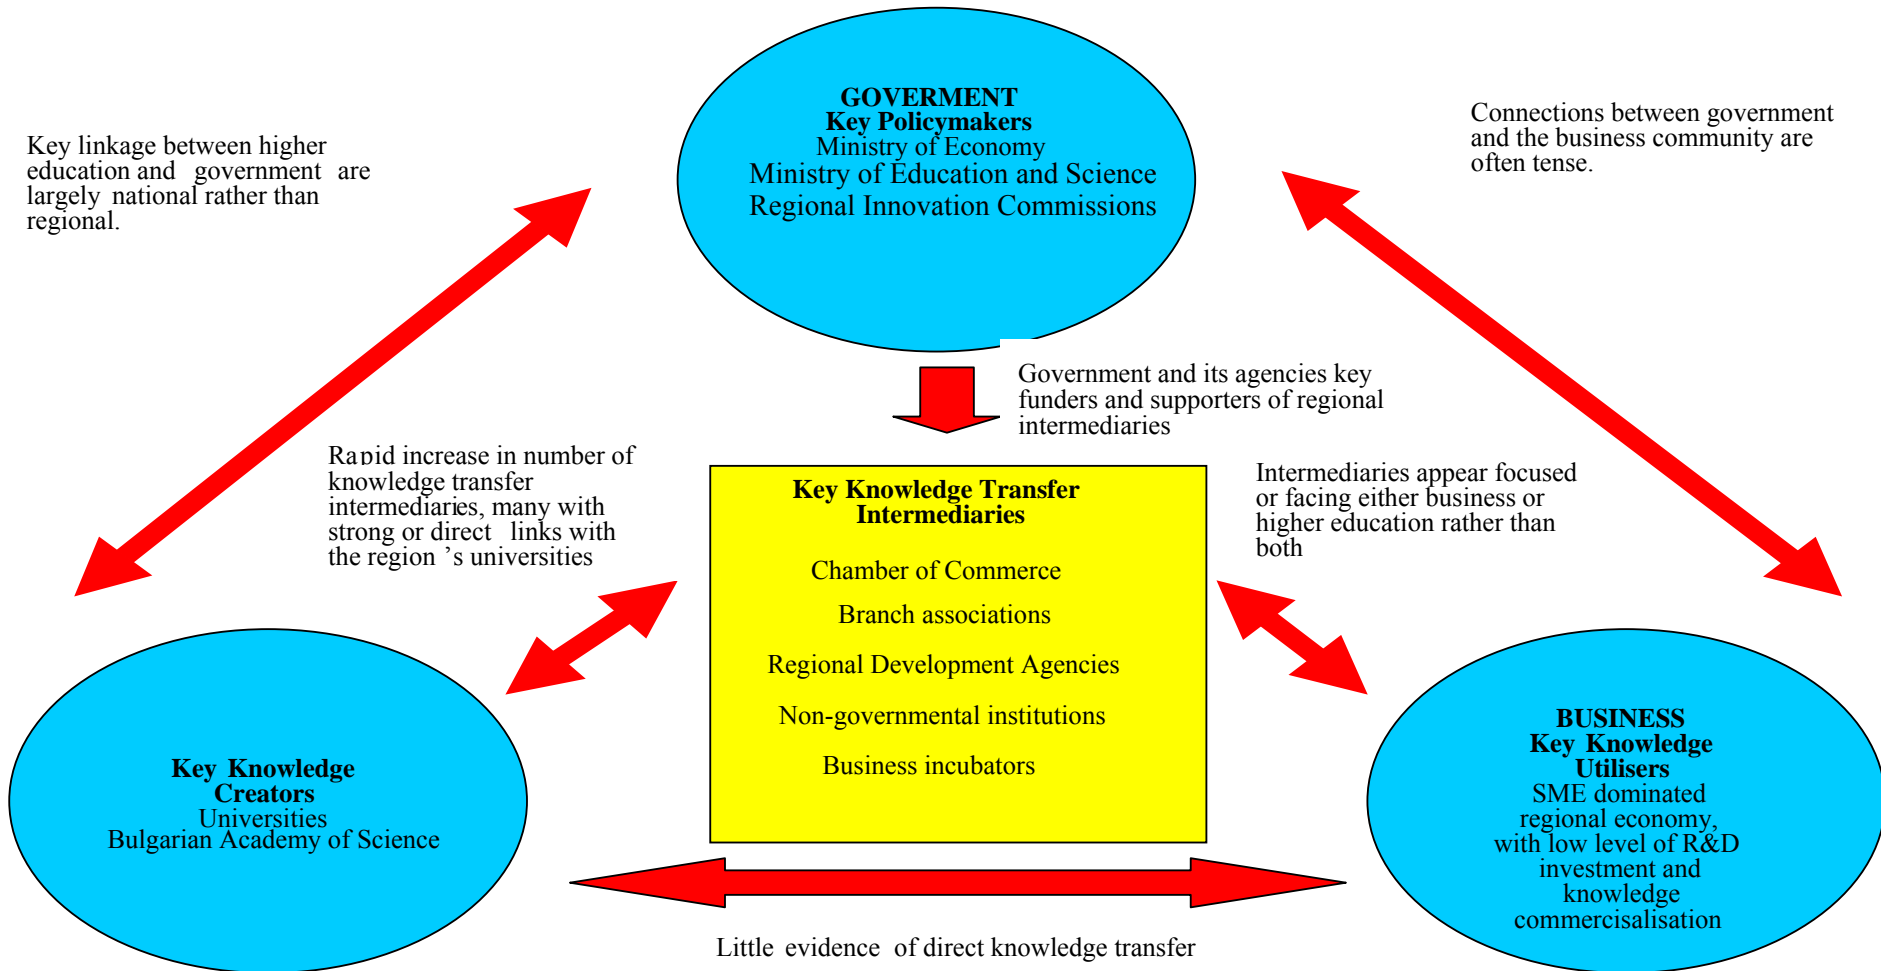 GOVERMENT
Key Policymakers
Ministry of Economy
Ministry of Education and Science
Regional Innovation Commissions
Key linkage between higher
education and government are
largely national rather than
regional.
Connections between government
and the business community are
often tense.
Government and its agencies key
funders and supporters of regional
intermediaries
Rapid increase in number of
knowledge transfer
intermediaries, many with
strong or direct links with
the region 's universities
Key Knowledge Transfer
Intermediaries
Chamber of Commerce
Branch associations
Regional Development Agencies
Non-governmental institutions
Business incubators
Intermediaries appear focused
or facing either business or
higher education rather than
both
Key Knowledge
Creators
Universities
Bulgarian Academy of Science
BUSINESS
Key Knowledge
Utilisers
SME dominated
regional economy,
with low level of R&D
investment and
knowledge
commercisalisation
Little evidence of direct knowledge transfer